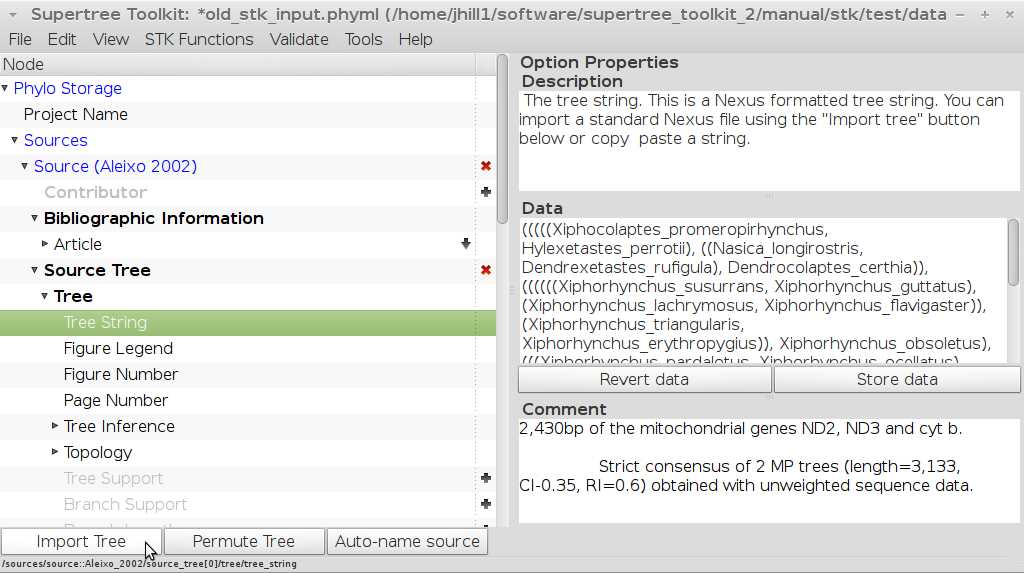 Supertree Toolkit: *old_stk_input.phyml (/home/jhill1/software/supertree_toolkit_2/manual/stk/test/data
File Edit View STK Functions Validate Tools Help
Node
Phylo Storage
Project Name
Sources
Source (Aleixo 2002)
Contributor
Bibliographic Information
Article
Source Tree
Tree
Tree String
Figure Legend
Figure Number
Page Number
Tree Inference
Topology
Tree Support
Branch Support
Import Tree Permute Tree Auto-name source
/sources/source::Aleixo_2002/source_tree[0]/tree/tree_string
Option Properties
Description
The tree string. This is a Nexus formatted tree string. You can
import a standard Nexus file using the "Import tree" button
below or copy paste a string.
Data
(((((Xiphocolaptes_promeropirhynchus,
Hylexetastes_perrotii), ((Nasica_longirostris,
Dendrexetastes_rufigula), Dendrocolaptes_certhia)),
((((((Xiphorhynchus_susurrans, Xiphorhynchus_guttatus),
(Xiphorhynchus_lachrymosus, Xiphorhynchus_flavigaster)),
(Xiphorhynchus_triangularis,
Xiphorhynchus_erythropygius)), Xiphorhynchus_obsoletus),
(((Xiphorhynchus_pardalotus, Xiphorhynchus_ocellatus),
Revert data Store data
Comment
2,430bp of the mitochondrial genes ND2, ND3 and cyt b.
Strict consensus of 2 MP trees (length=3,133,
CI-0.35, RI=0.6) obtained with unweighted sequence data.